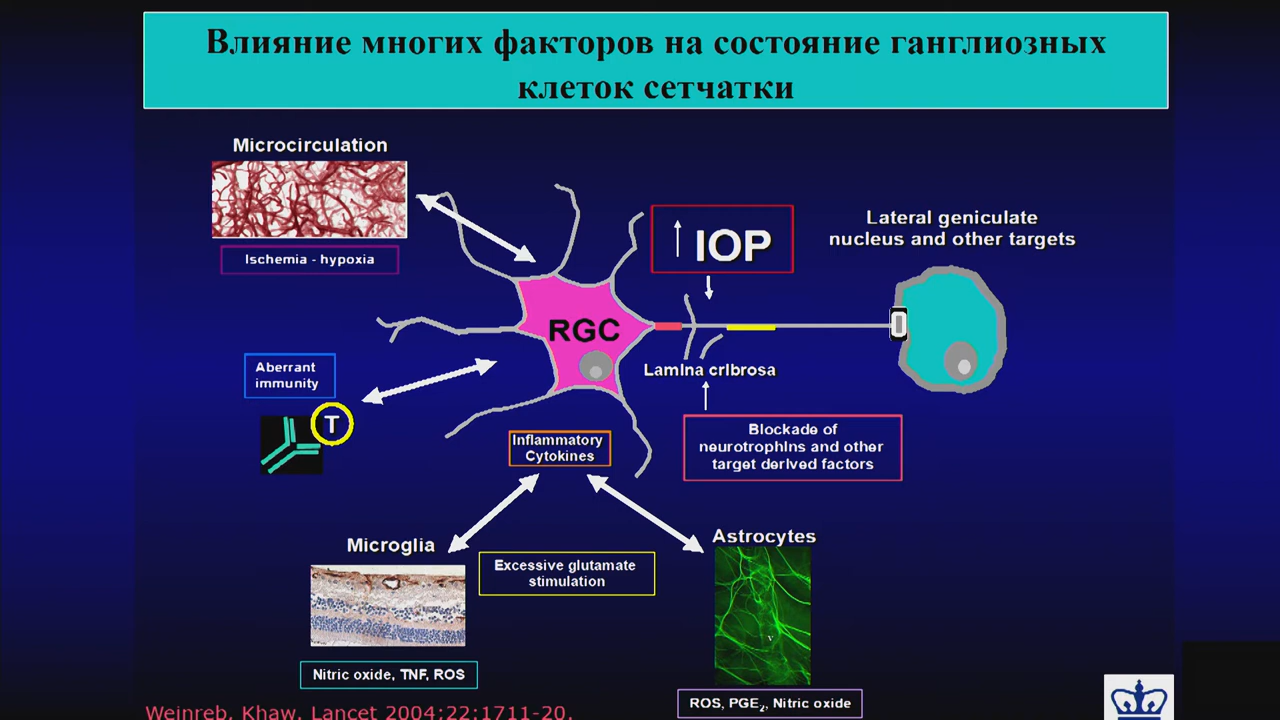 Влияние многих факторов на состояние ганглиозных
клеток сетчатки
Microcirculation
Ischemia - hypoxia
IOP
Lateral geniculate
nucleus and other targets
RGC
Lamina cribrosa
Aberrant
immunity
T
Inflammatory
Cytokines
Blockade of
neurotrophins and other
target derived factors
Microglia
Excessive glutamate
stimulation
Astrocytes
Nitric oxide, TNF, ROS
ROS, PGE₂, Nitric oxide
Weinreb, Khaw. Lancet 2004;22:1711-20.